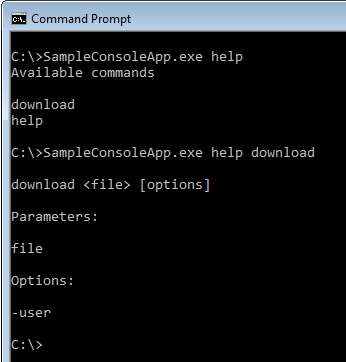 C:\.
Command Prompt
C:\>SampleConsoleApp.exe help
Available commands
download
help
C:\>SampleConsoleApp.exe help download
download <file> [options]
Parameters:
file
Options:
-user
C:\>